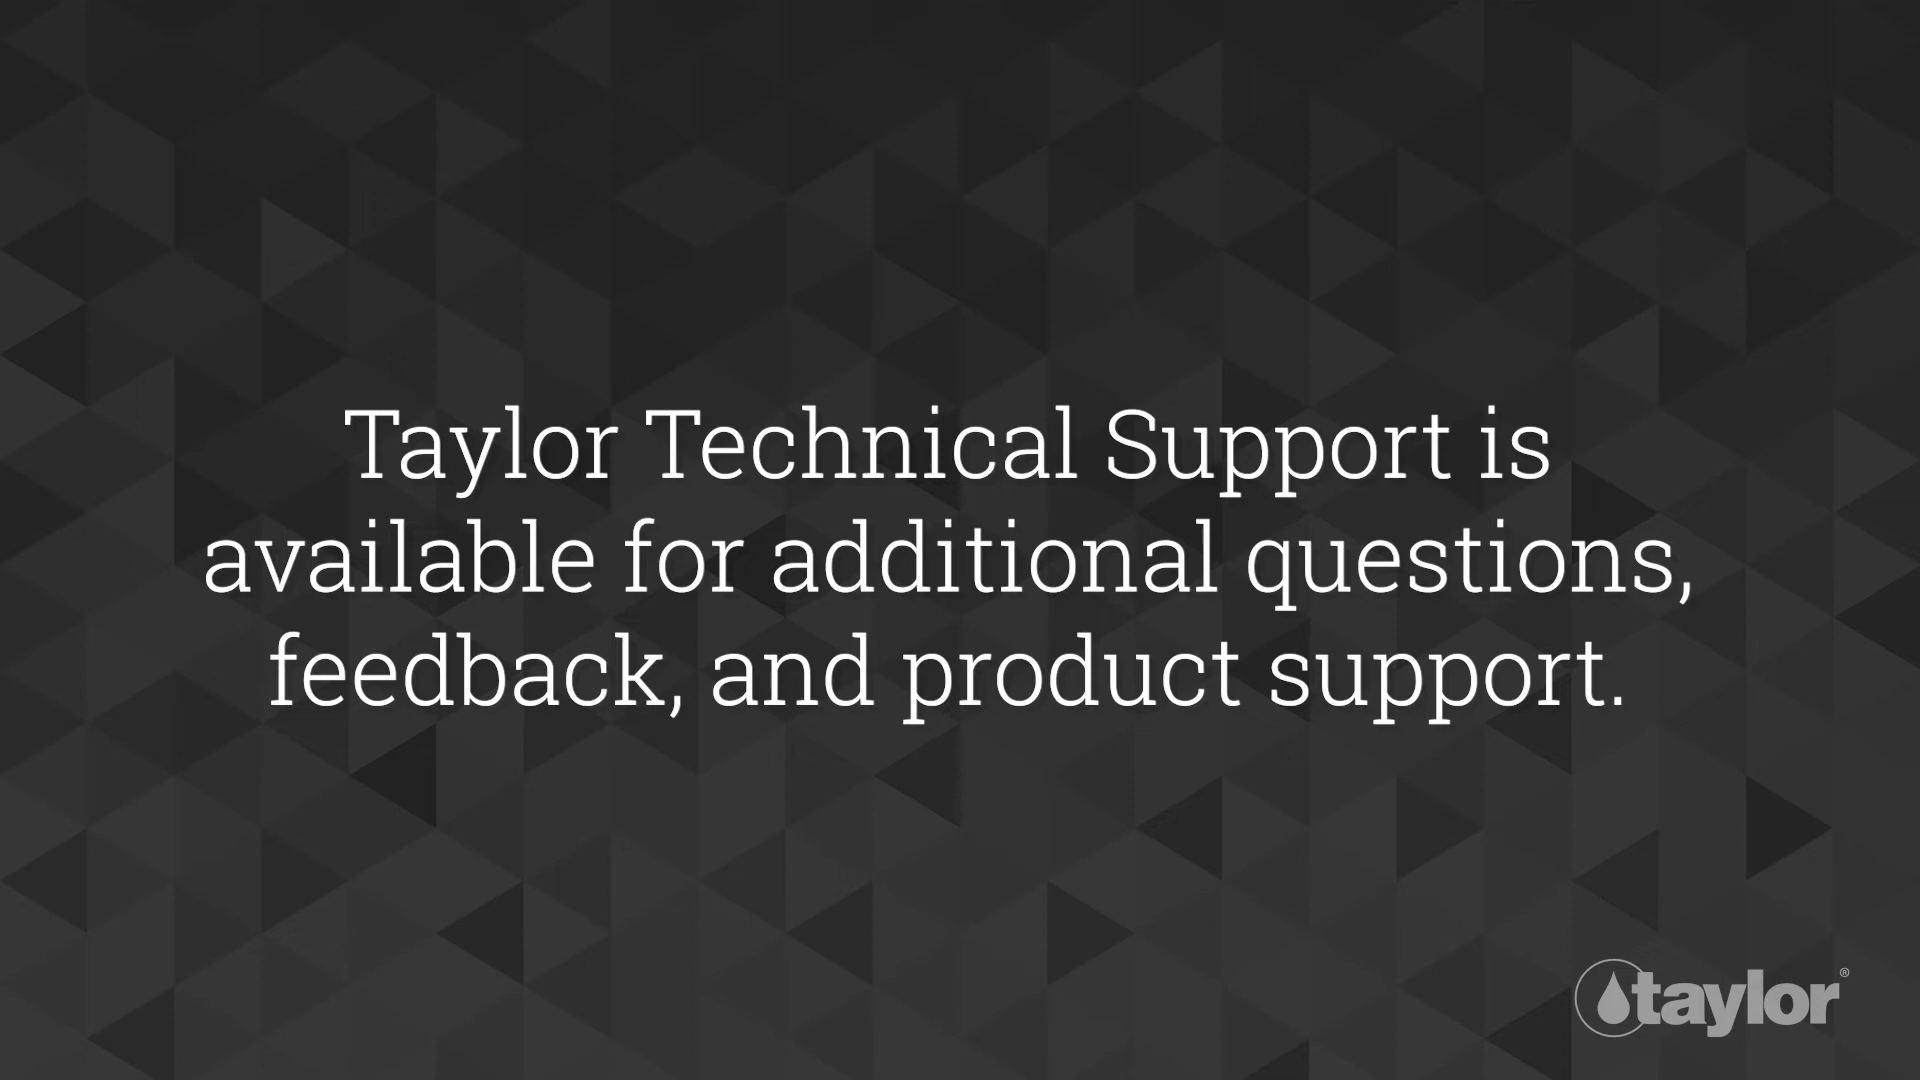 Taylor Technical Support is
available for additional questions,
feedback, and product support.
taylor®